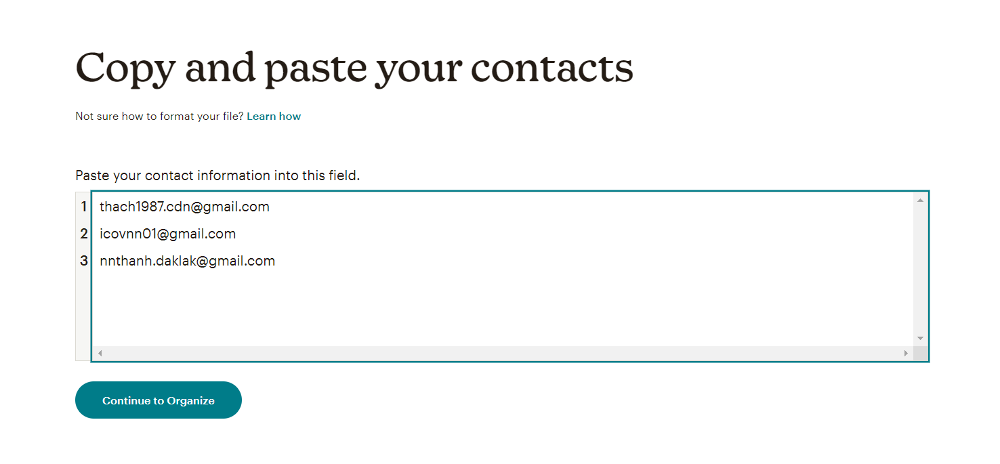 Copy and paste your contacts
Not sure how to format your file? Learn how
Paste your contact information into this field.
1 thach1987.cdn@gmail.com
2 icovnn01@gmail.com
3 nnthanh.daklak@gmail.com
Continue to Organize